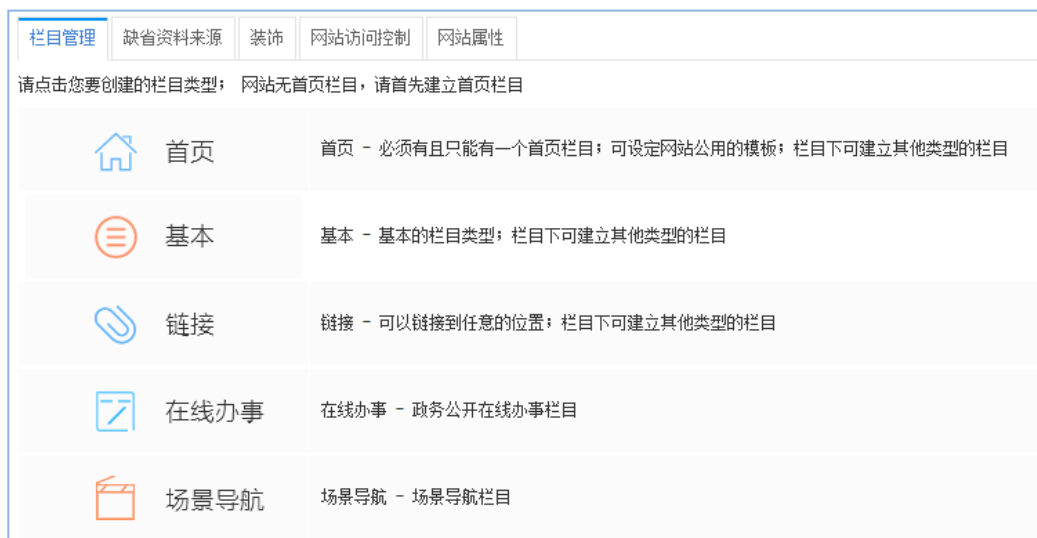 栏目管理 缺省资料来源 装饰 网站访问控制 网站属性
请点击您要创建的栏目类型； 网站无首页栏目，请首先建立首页栏目
首页 首页 - 必须有且只能有一个首页栏目；可设定网站公用的模板；栏目下可建立其他类型的栏目
基本 基本 - 基本的栏目类型；栏目下可建立其他类型的栏目
链接 链接 - 可以链接到任意的位置；栏目下可建立其他类型的栏目
在线办事 在线办事 - 政务公开在线办事栏目
场景导航 场景导航 - 场景导航栏目